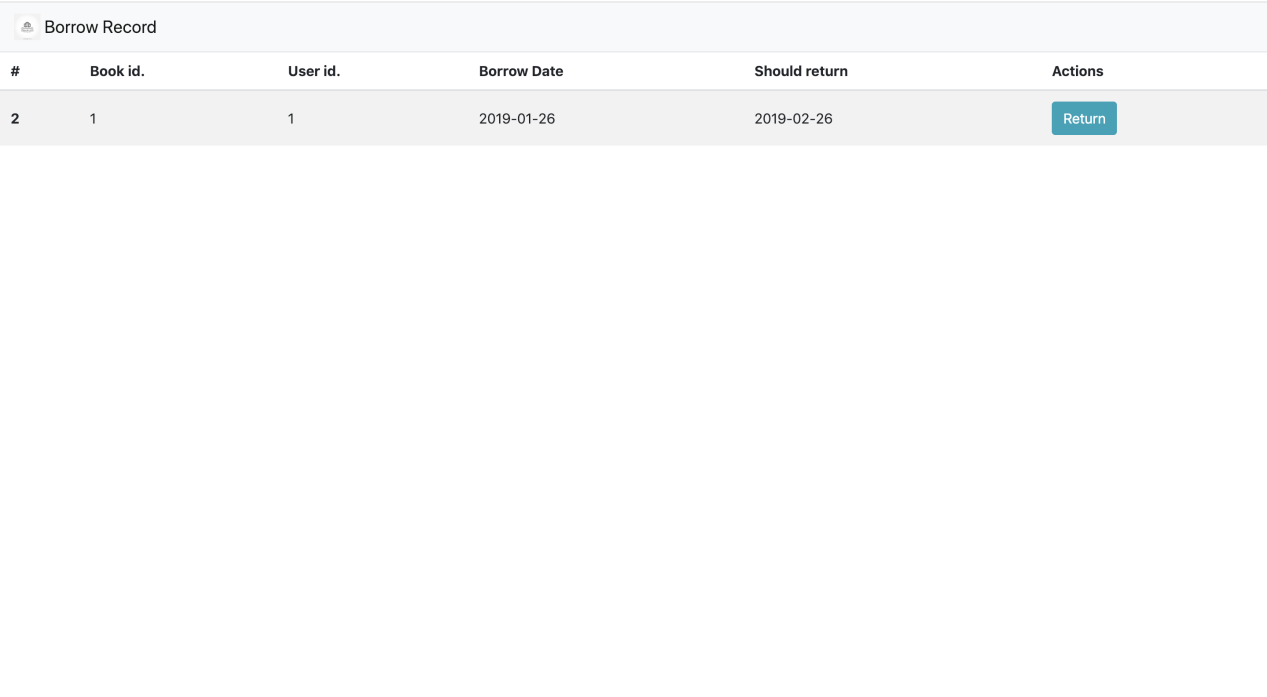 Borrow Record
# Book id. User id. Borrow Date Should return Actions
2 1 1 2019-01-26 2019-02-26 Return